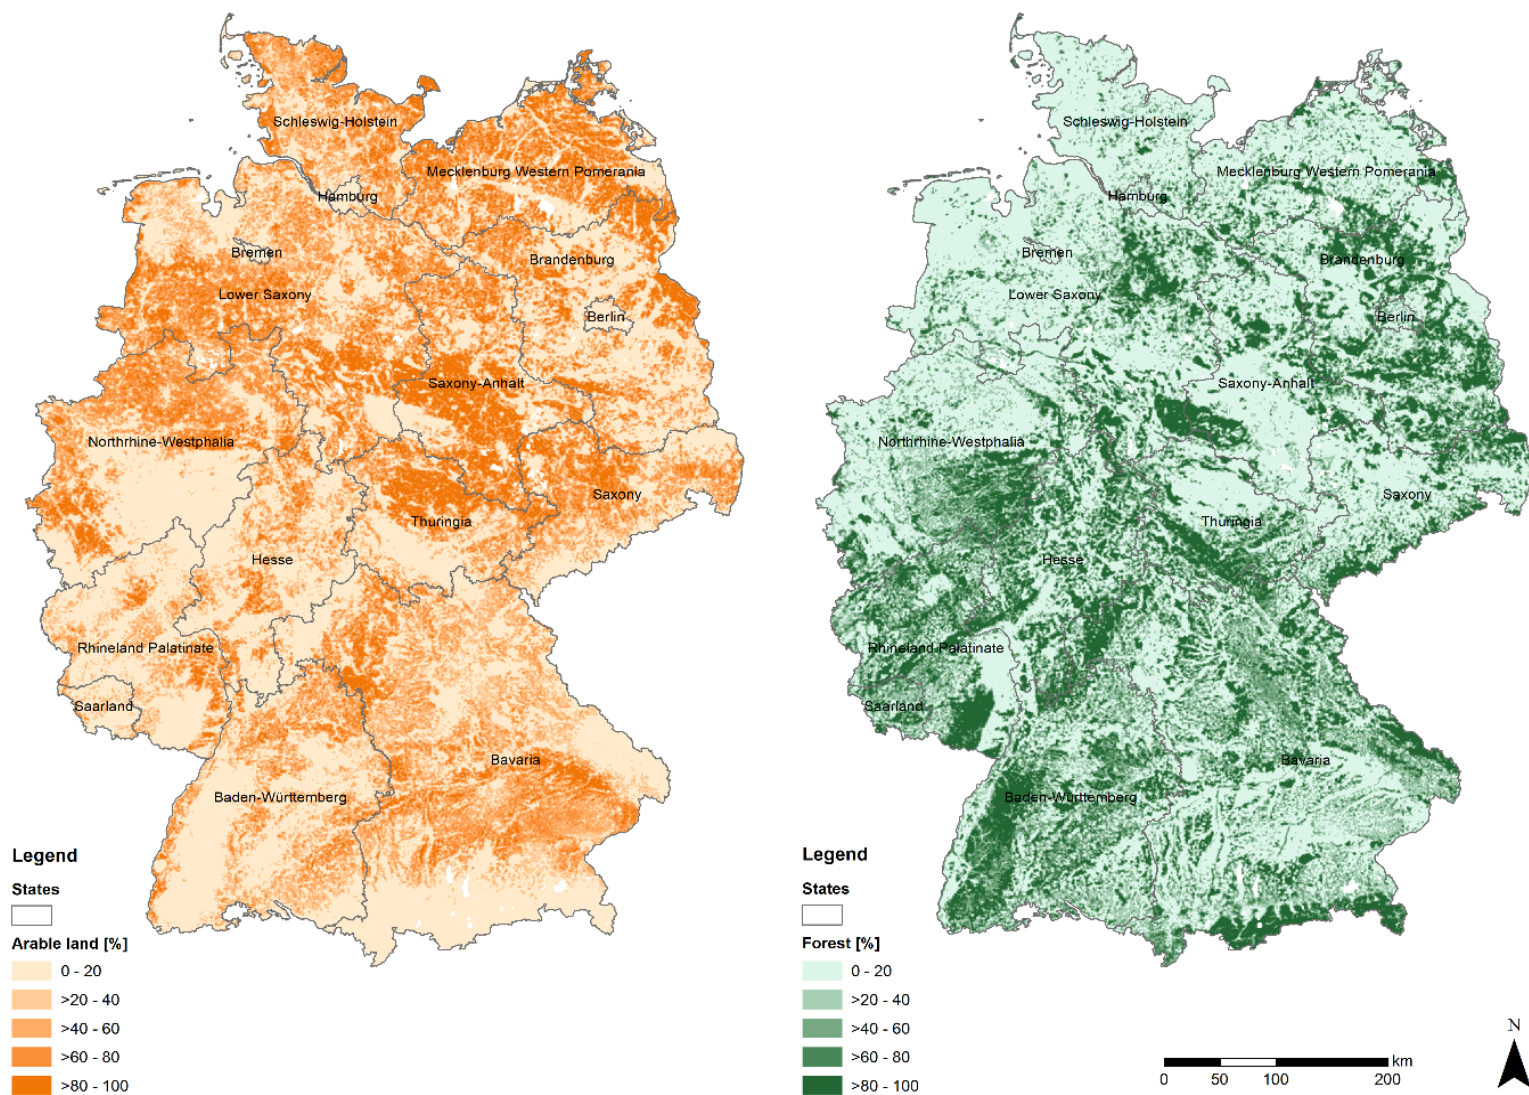 Schleswig-Holstein
Mecklenburg Western Pomerania
Hamburg
Bremen
Brandenburg
Lower Saxony
Berlin
Saxony-Anhalt
Northrhine-Westphalia
Saxony
Thuringia
Hesse
Rhineland Palatinate
Saarland
Bavaria
Baden-Württemberg
Legend
States
Arable land [%]
0 - 20
>20 - 40
>40 - 60
>60 - 80
>80 - 100
Schleswig-Holstein
Mecklenburg Western Pomerania
Hamburg
Bremen
Brandenburg
Lower Saxony
Berlin
Saxony-Anhalt
Northrhine-Westphalia
Saxony
Thuringia
Hesse
Rhineland Palatinate
Saarland
Bavaria
Baden-Württemberg
Legend
States
Forest [%]
0 - 20
>20 - 40
>40 - 60
>60 - 80
>80 - 100
km
0 50 100 200
N